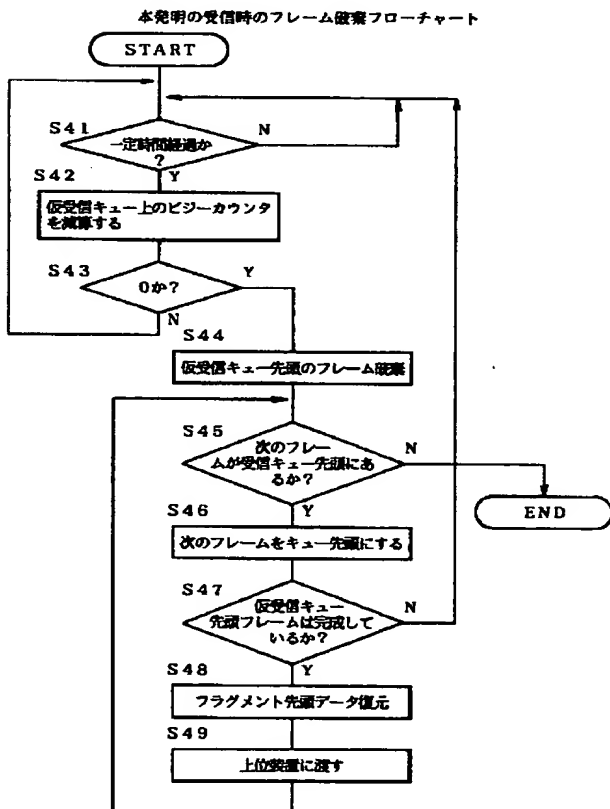 本発明の受信時のフレーム破棄フローチャート
START
S41
一定時間経過か
?
N
Y
S42
仮受信キュー上のビジーカウンタ
を減算する
S43
0か?
Y
N
S44
仮受信キュー先頭のフレーム破棄
S45
次のフレー
ムが受信キュー先頭にあ
るか?
N
Y
END
S46
次のフレームをキュー先頭にする
S47
仮受信キュー
先頭フレームは完成して
いるか?
N
Y
S48
フラグメント先頭データ復元
S49
上位装置に渡す